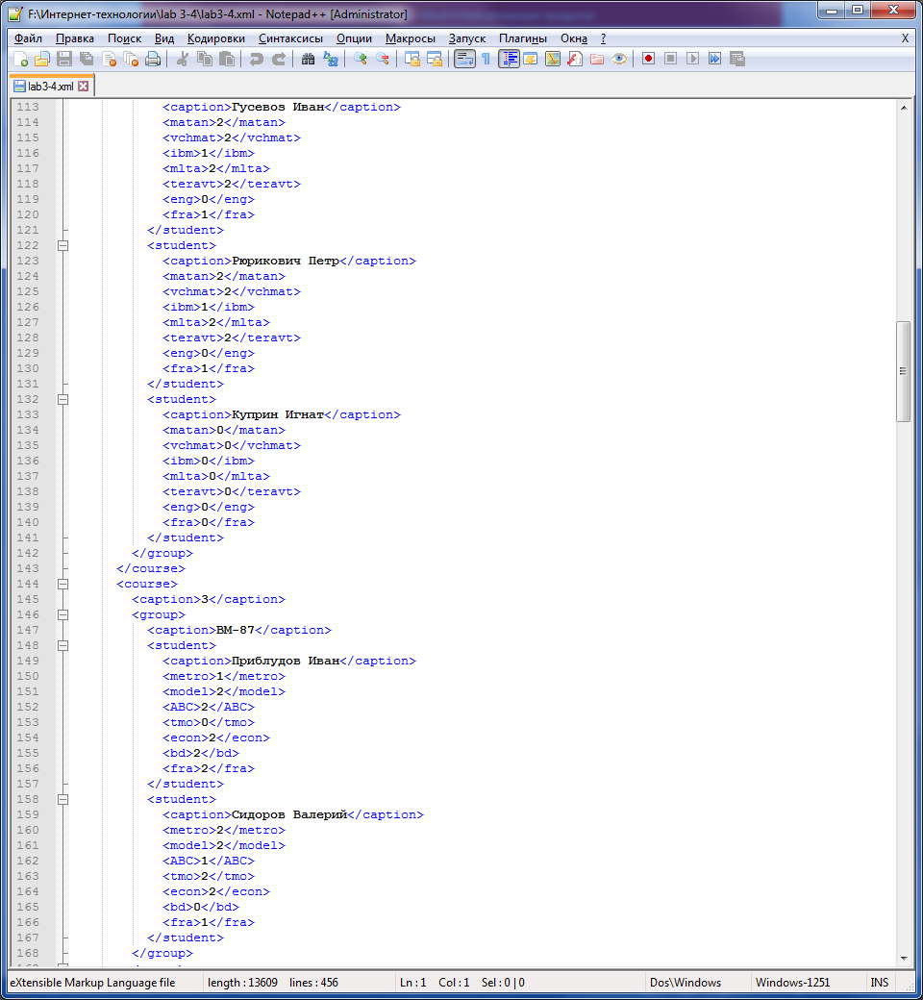 F:\Интернет-технологии\lab 3-4\lab3-4.xml - Notepad++ [Administrator]
Файл Правка Поиск Вид Кодировки Синтаксисы Опции Макросы Запуск Плагины Окна ? X
lab3-4.xml
113 <caption>Гусевов Иван</caption>
114 <matan>2</matan>
115 <vchmat>2</vchmat>
116 <ibm>1</ibm>
117 <mlta>2</mlta>
118 <teravt>2</teravt>
119 <eng>0</eng>
120 <fra>1</fra>
121 </student>
122 <student>
123 <caption>Рюрикович Петр</caption>
124 <matan>2</matan>
125 <vchmat>2</vchmat>
126 <ibm>1</ibm>
127 <mlta>2</mlta>
128 <teravt>2</teravt>
129 <eng>0</eng>
130 <fra>1</fra>
131 </student>
132 <student>
133 <caption>Куприн Игнат</caption>
134 <matan>0</matan>
135 <vchmat>0</vchmat>
136 <ibm>0</ibm>
137 <mlta>0</mlta>
138 <teravt>0</teravt>
139 <eng>0</eng>
140 <fra>0</fra>
141 </student>
142 </group>
143 </course>
144 <course>
145 <caption>3</caption>
146 <group>
147 <caption>ВМ-87</caption>
148 <student>
149 <caption>Приблудов Иван</caption>
150 <metro>1</metro>
151 <model>2</model>
152 <ABC>2</ABC>
153 <tmo>0</tmo>
154 <econ>2</econ>
155 <bd>2</bd>
156 <fra>2</fra>
157 </student>
158 <student>
159 <caption>Сидоров Валерий</caption>
160 <metro>2</metro>
161 <model>2</model>
162 <ABC>1</ABC>
163 <tmo>2</tmo>
164 <econ>2</econ>
165 <bd>0</bd>
166 <fra>1</fra>
167 </student>
168 </group>
eXtensible Markup Language file length : 13609 lines : 456 Ln : 1 Col : 1 Sel : 0 | 0 Dos\Windows Windows-1251 INS